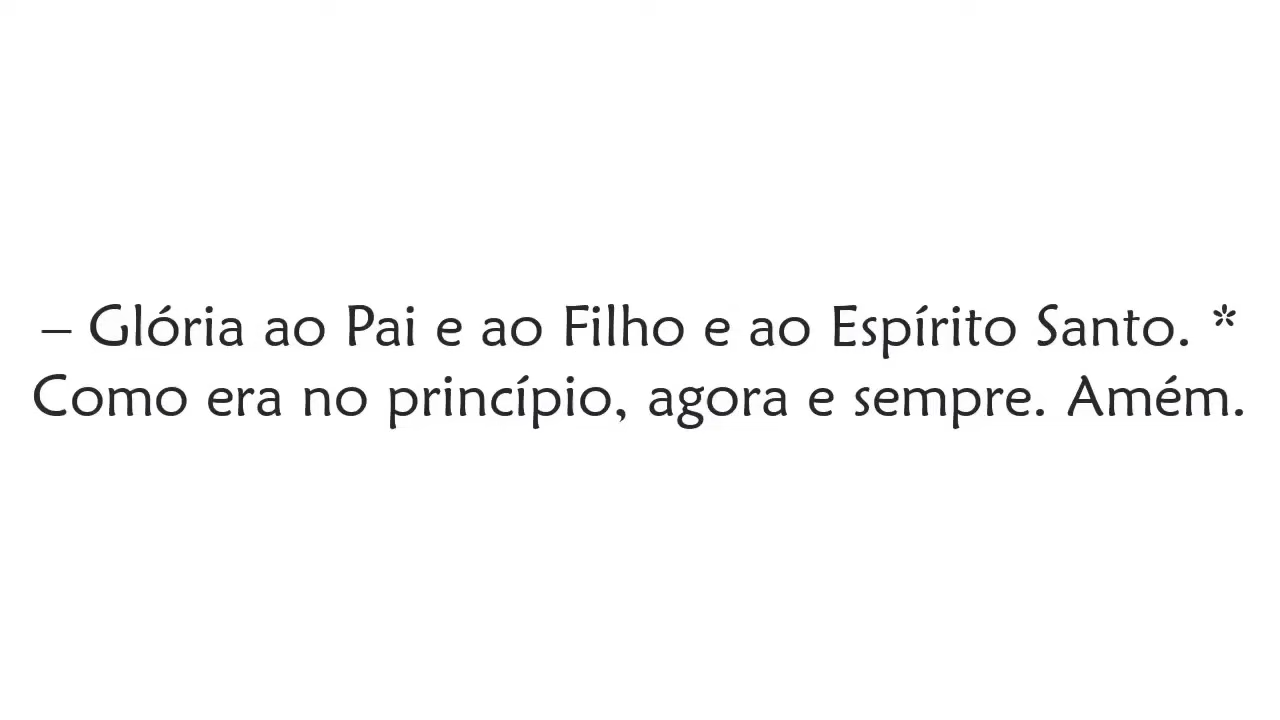 – Glória ao Pai e ao Filho e ao Espírito Santo. *
Como era no princípio, agora e sempre. Amém.